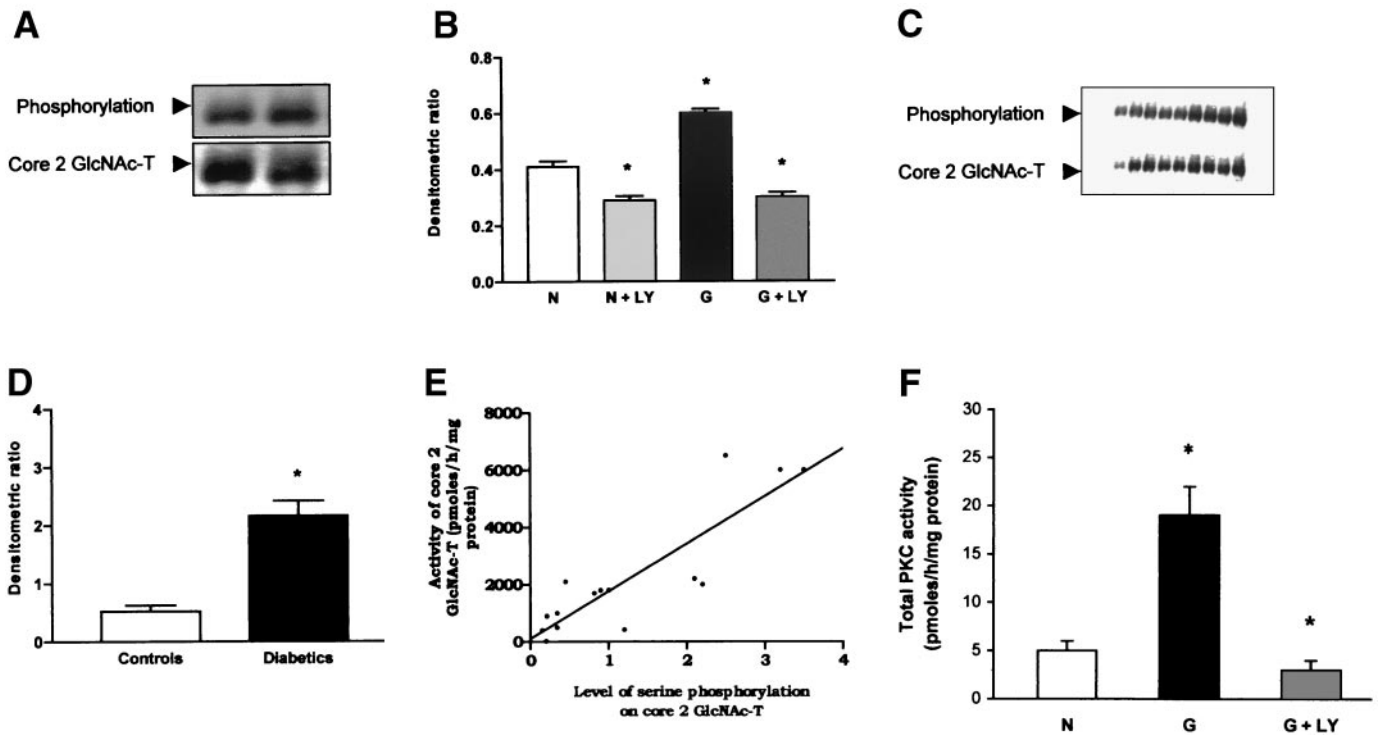 A
Phosphorylation
Core 2 GlcNAc-T
B
Densitometric ratio
0.8
0.6
0.4
0.2
0.0
*
*
*
N
N + LY
G
G + LY
C
Phosphorylation
Core 2 GlcNAc-T
D
Densitometric ratio
4
3
2
1
0
*
Controls
Diabetics
E
Activity of core 2
GlcNAc-T (pmoles/h/mg
protein)
8000
6000
4000
2000
0
0
1
2
3
4
Level of serine phosphorylation
on core 2 GlcNAc-T
F
Total PKC activity
(pmoles/h/mg protein)
30
25
20
15
10
5
0
*
*
N
G
G + LY